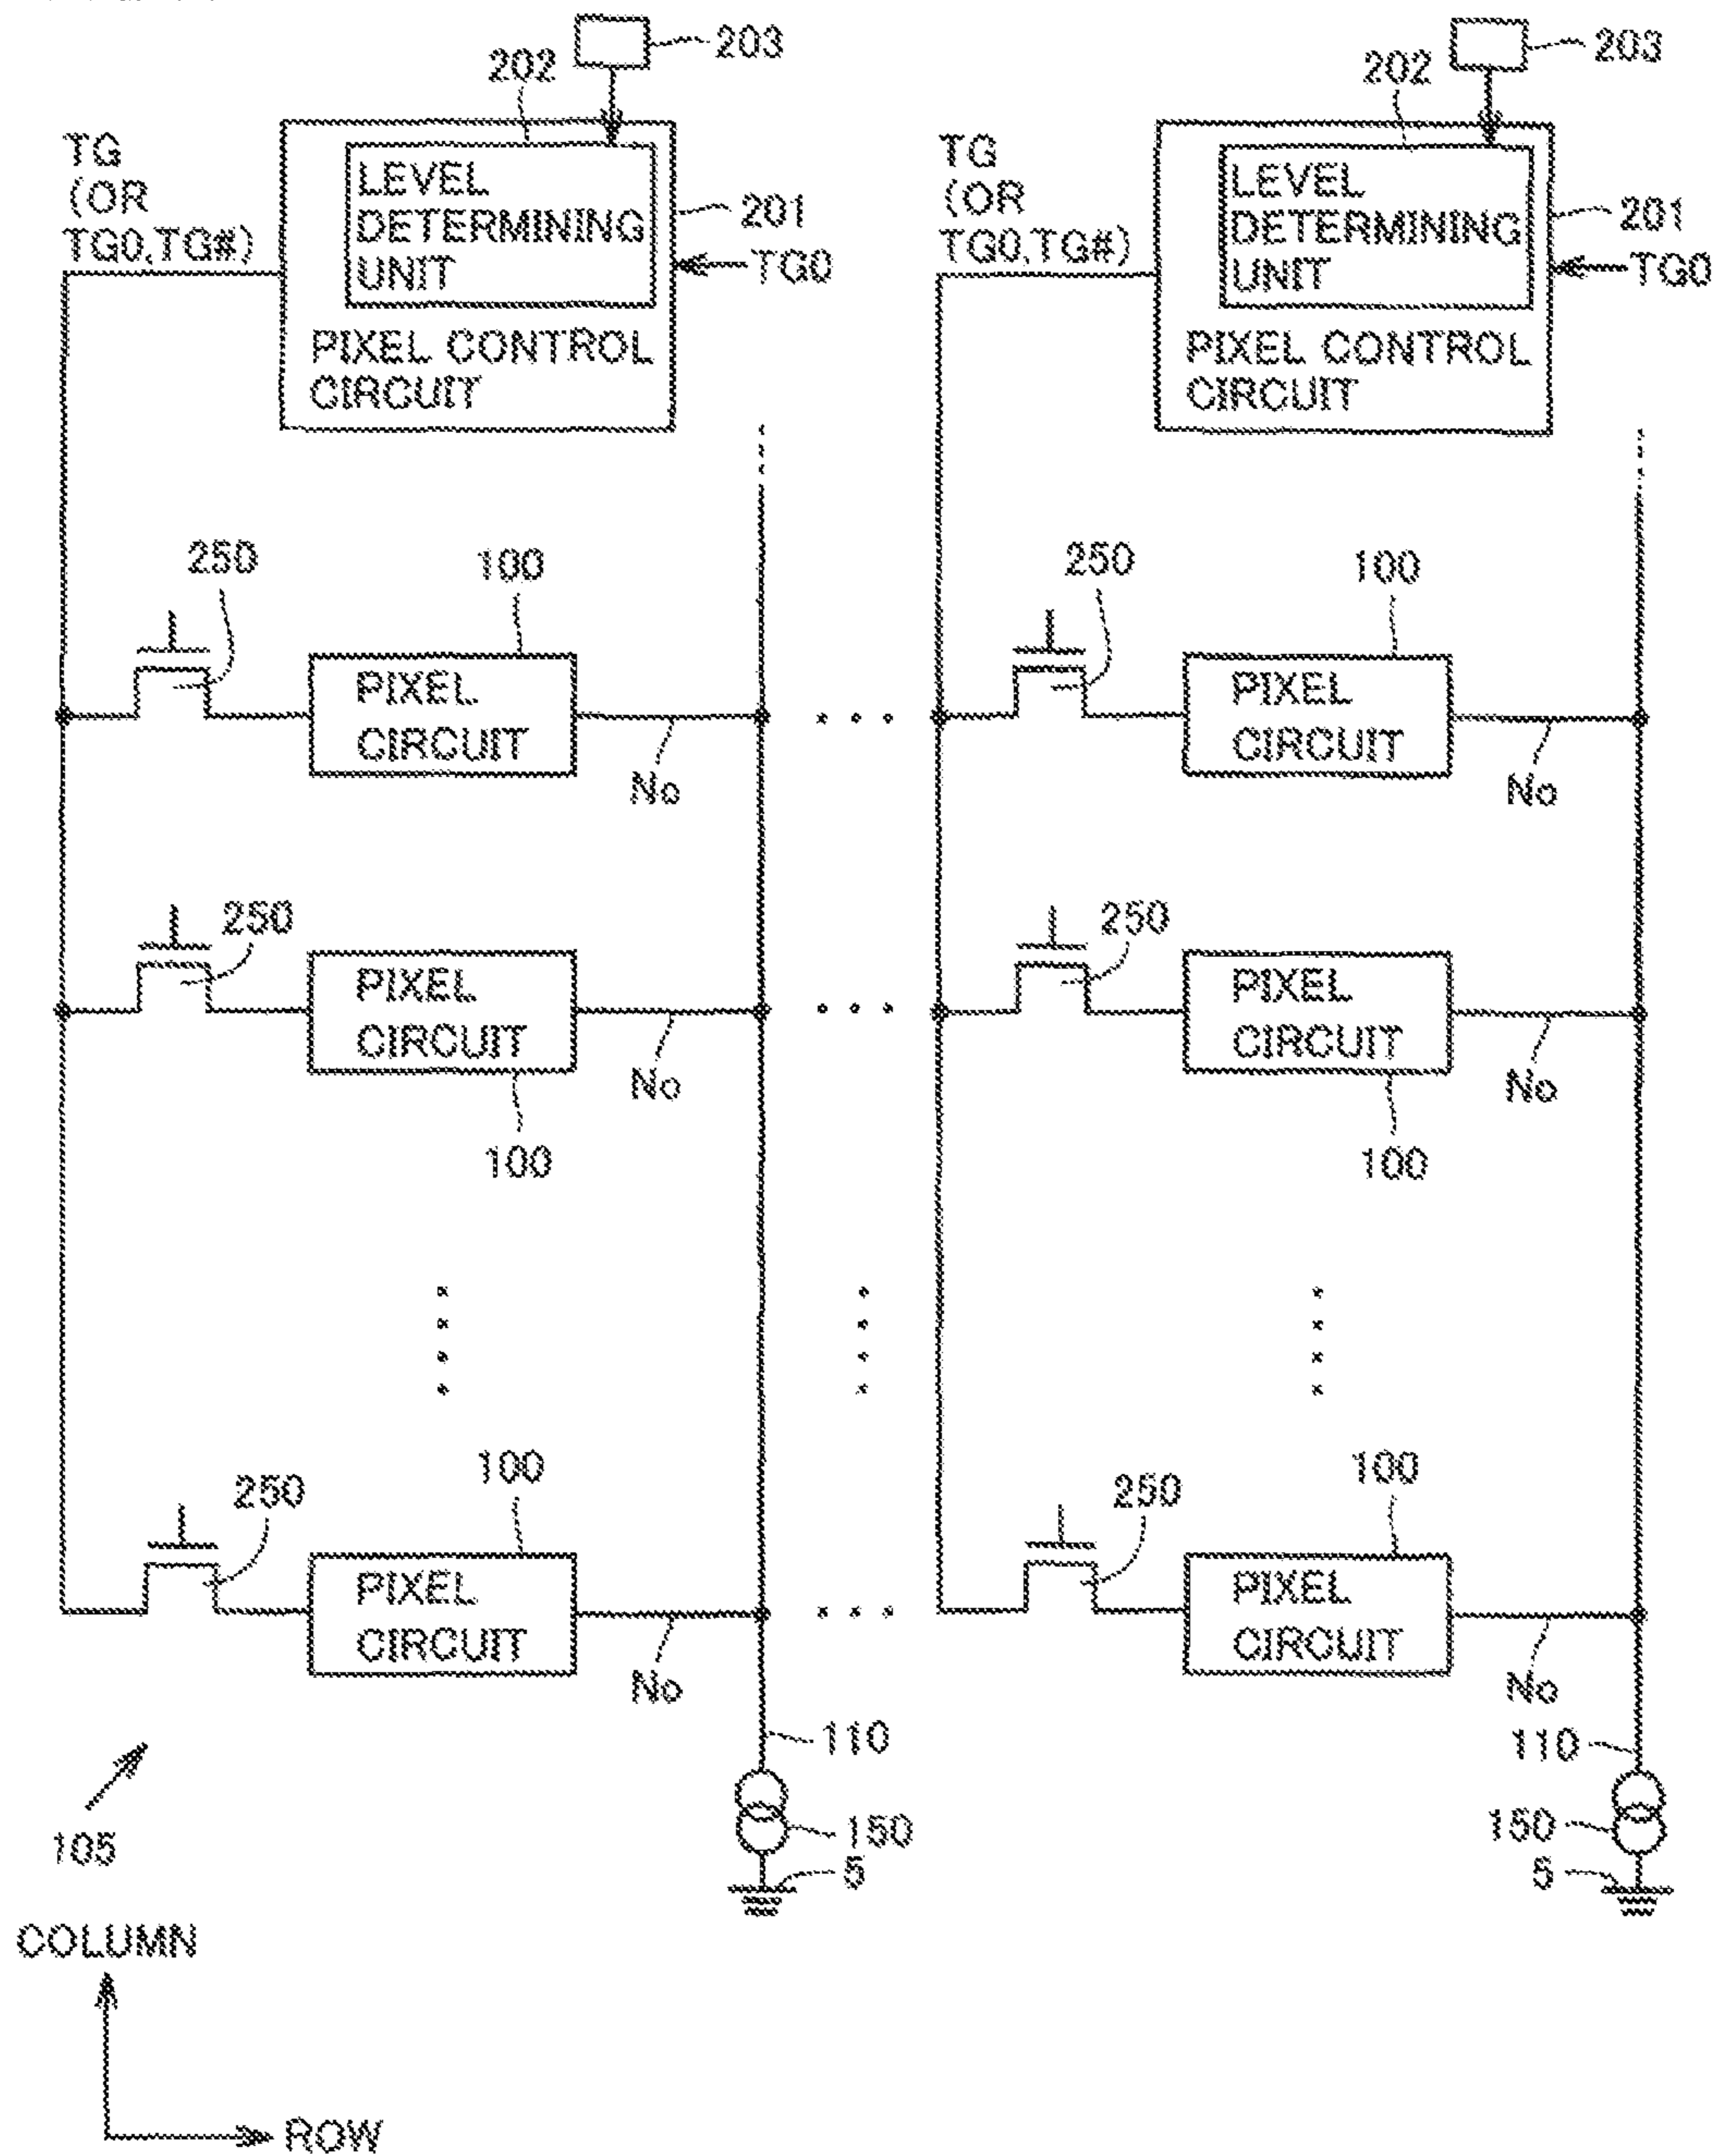 203
203
202
202
TG
(OR
TG0,TG#)
LEVEL
DETERMINING
UNIT
201
TG0
PIXEL CONTROL
CIRCUIT
TG
(OR
TG0,TG#)
LEVEL
DETERMINING
UNIT
201
TG0
PIXEL CONTROL
CIRCUIT
250
100
250
100
PIXEL
CIRCUIT
No
PIXEL
CIRCUIT
No
250
250
PIXEL
CIRCUIT
No
PIXEL
CIRCUIT
No
100
100
250
100
250
100
PIXEL
CIRCUIT
No
PIXEL
CIRCUIT
No
110
110
150
150
5
5
105
COLUMN
ROW